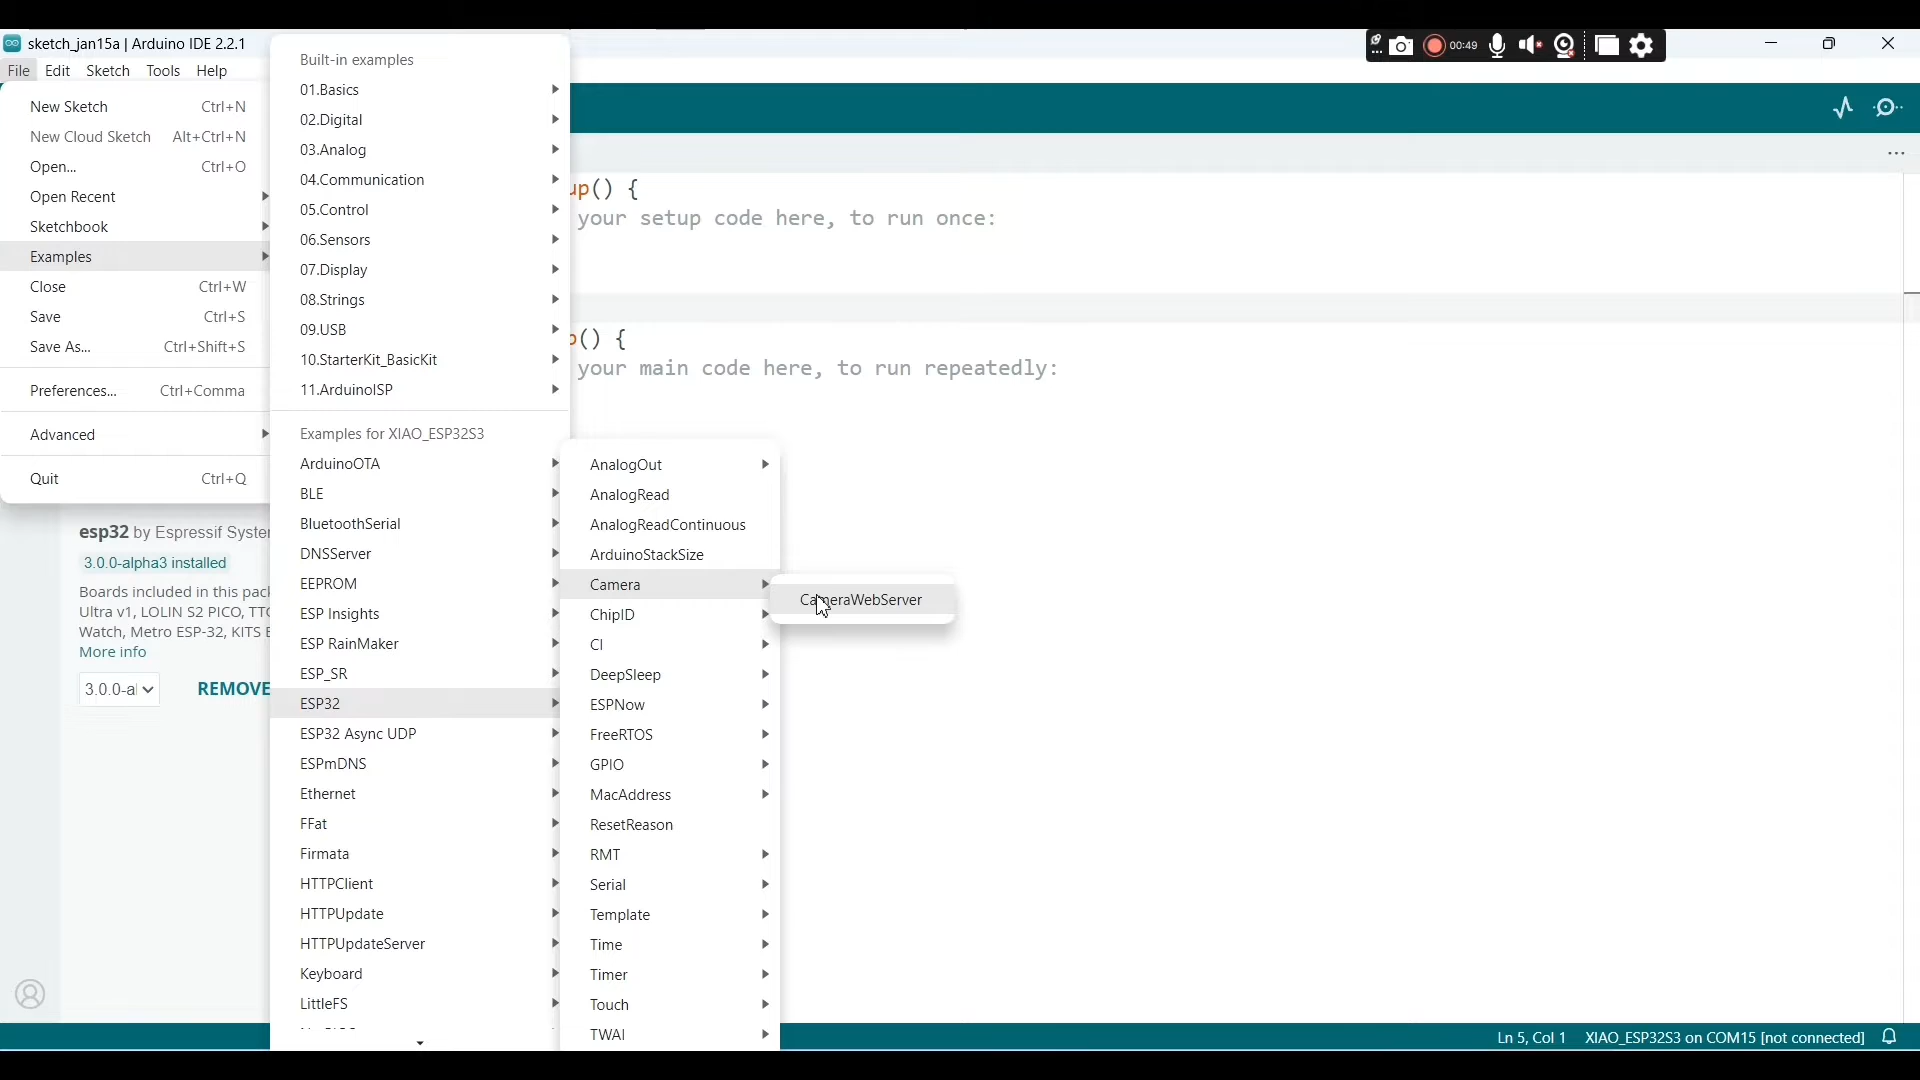 sketch_jan15a | Arduino IDE 2.2.1
00:49
File Edit Sketch Tools Help
New Sketch Ctrl+N
New Cloud Sketch Alt+Ctrl+N
Open... Ctrl+O
Open Recent
Sketchbook
Examples
Close Ctrl+W
Save Ctrl+S
Save As... Ctrl+Shift+S
Preferences... Ctrl+Comma
Advanced
Quit Ctrl+Q
esp32 by Espressif
3.0.0-alpha3 installed
Boards included in this
Ultra v1, LOLIN S2 PICO,
Watch, Metro ESP-32, KITS
More info
3.0.0-al
REMOVE
Built-in examples
01.Basics
02.Digital
03.Analog
04.Communication
05.Control
06.Sensors
07.Display
08.Strings
09.USB
10.StarterKit_BasicKit
11.ArduinoISP
Examples for XIAO_ESP32S3
ArduinoOTA
BLE
BluetoothSerial
DNSServer
EEPROM
ESP Insights
ESP RainMaker
ESP_SR
ESP32
ESP32 Async UDP
ESPmDNS
Ethernet
FFat
Firmata
HTTPClient
HTTPUpdate
HTTPUpdateServer
Keyboard
LittleFS
AnalogOut
AnalogRead
AnalogReadContinuous
ArduinoStackSize
Camera
ChipID
CI
DeepSleep
ESPNow
FreeRTOS
GPIO
MacAddress
ResetReason
RMT
Serial
Template
Time
Timer
Touch
TWAI
CameraWebServer
up() {
your setup code here, to run once:
() {
your main code here, to run repeatedly:
Ln 5, Col 1 XIAO_ESP32S3 on COM15 [not connected]